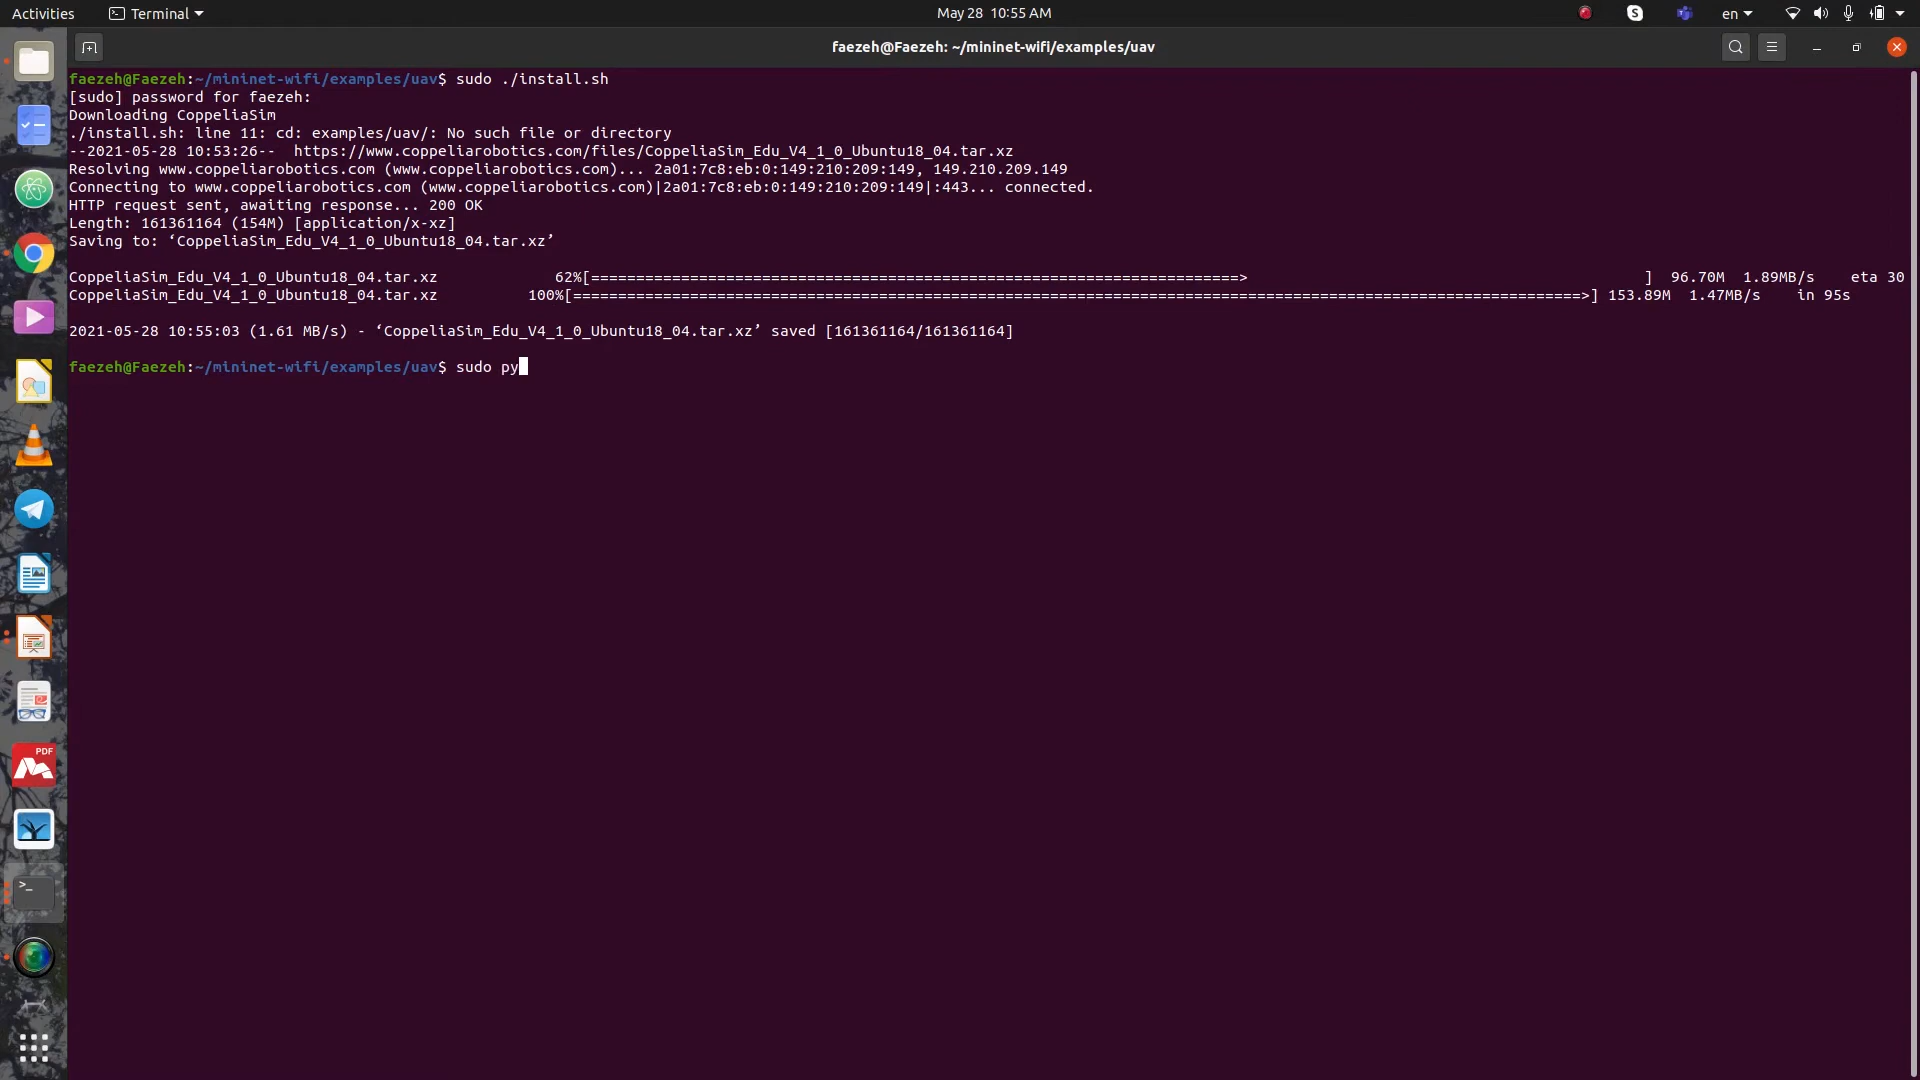 Activities
Terminal
May 28 10:55 AM
en
faezeh@Faezeh: ~/mininet-wifi/examples/uav
faezeh@Faezeh:~/mininet-wifi/examples/uav$ sudo ./install.sh
[sudo] password for faezeh:
Downloading CoppeliaSim
./install.sh: line 11: cd: examples/uav/: No such file or directory
--2021-05-28 10:53:26--  https://www.coppeliarobotics.com/files/CoppeliaSim_Edu_V4_1_0_Ubuntu18_04.tar.xz
Resolving www.coppeliarobotics.com (www.coppeliarobotics.com)... 2a01:7c8:eb:0:149:210:209:149, 149.210.209.149
Connecting to www.coppeliarobotics.com (www.coppeliarobotics.com)|2a01:7c8:eb:0:149:210:209:149|:443... connected.
HTTP request sent, awaiting response... 200 OK
Length: 161361164 (154M) [application/x-xz]
Saving to: ‘CoppeliaSim_Edu_V4_1_0_Ubuntu18_04.tar.xz’
CoppeliaSim_Edu_V4_1_0_Ubuntu18_04.tar.xz 62%[========================================================================> ] 96.70M 1.89MB/s eta 30
CoppeliaSim_Edu_V4_1_0_Ubuntu18_04.tar.xz 100%[================================================================================================================>] 153.89M 1.47MB/s in 95s
2021-05-28 10:55:03 (1.61 MB/s) - ‘CoppeliaSim_Edu_V4_1_0_Ubuntu18_04.tar.xz’ saved [161361164/161361164]
faezeh@Faezeh:~/mininet-wifi/examples/uav$ sudo py
PDF